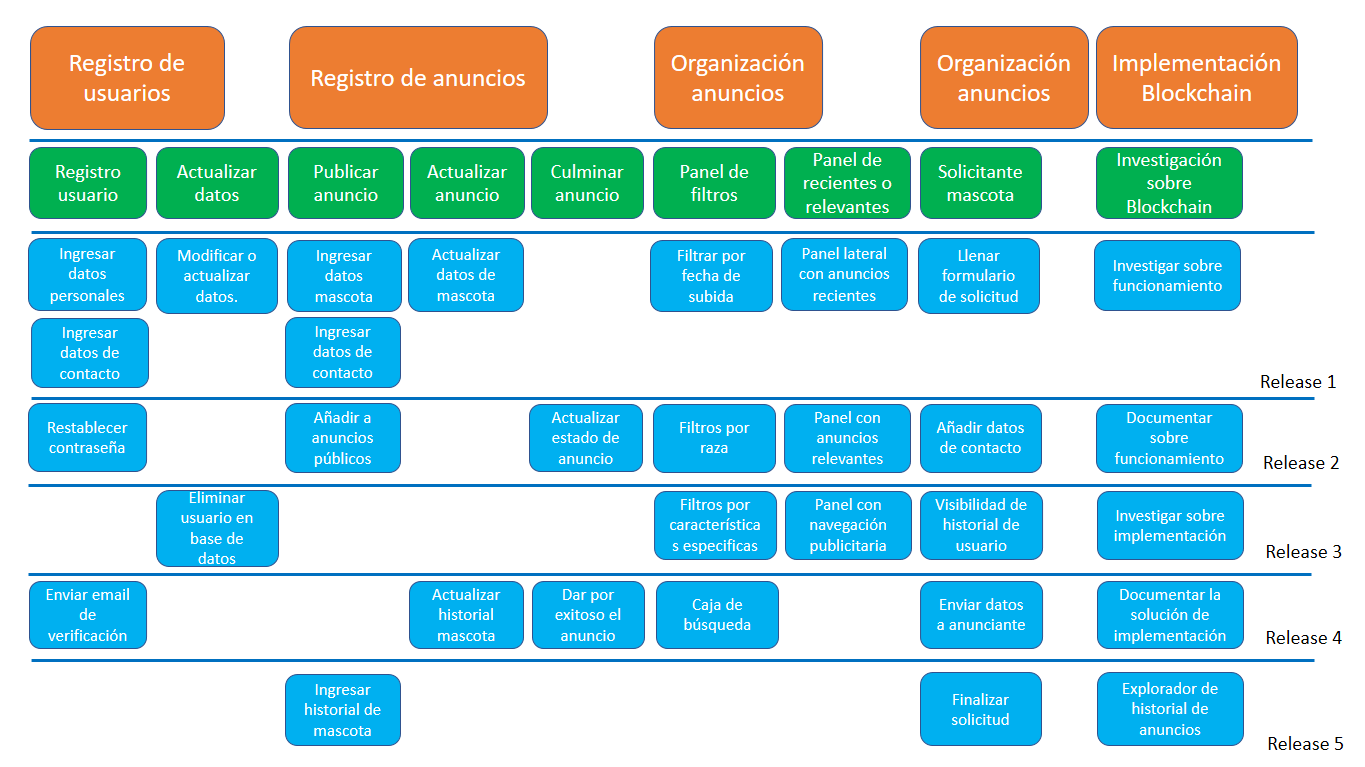 Registro de
usuarios
Registro de anuncios
Organización
anuncios
Organización
anuncios
Implementación
Blockchain
Registro
usuario
Actualizar
datos
Publicar
anuncio
Actualizar
anuncio
Culminar
anuncio
Panel de
filtros
Panel de
recientes o
relevantes
Solicitante
mascota
Investigación
sobre
Blockchain
Ingresar
datos
personales
Modificar o
actualizar
datos.
Ingresar
datos
mascota
Actualizar
datos de
mascota
Filtrar por
fecha de
subida
Panel lateral
con anuncios
recientes
Llenar
formulario
de solicitud
Investigar sobre
funcionamiento
Ingresar
datos de
contacto
Ingresar
datos de
contacto
Release 1
Restablecer
contraseña
Añadir a
anuncios
públicos
Actualizar
estado de
anuncio
Filtros por
raza
Panel con
anuncios
relevantes
Añadir datos
de contacto
Documentar
sobre
funcionamiento
Release 2
Eliminar
usuario en
base de
datos
Filtros por
característica
s especificas
Panel con
navegación
publicitaria
Visibilidad de
historial de
usuario
Investigar sobre
implementación
Release 3
Enviar email
de
verificación
Actualizar
historial
mascota
Dar por
exitoso el
anuncio
Caja de
búsqueda
Enviar datos
a anunciante
Documentar la
solución de
implementación
Release 4
Ingresar
historial de
mascota
Finalizar
solicitud
Explorador de
historial de
anuncios
Release 5